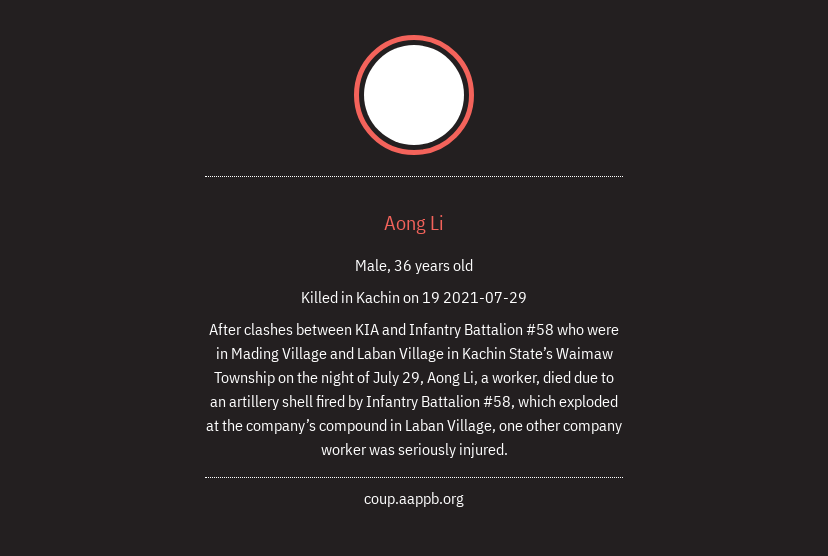 Aong Li
Male, 36 years old
Killed in Kachin on 19 2021-07-29
After clashes between KIA and Infantry Battalion #58 who were
in Mading Village and Laban Village in Kachin State’s Waimaw
Township on the night of July 29, Aong Li, a worker, died due to
an artillery shell fired by Infantry Battalion #58, which exploded
at the company’s compound in Laban Village, one other company
worker was seriously injured.
coup.aappb.org